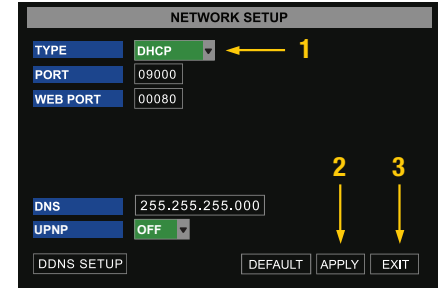 NETWORK SETUP
TYPE DHCP 1
PORT 09000
WEB PORT 00080
2 3
DNS 255.255.255.000
UPNP OFF
DDNS SETUP DEFAULT APPLY EXIT